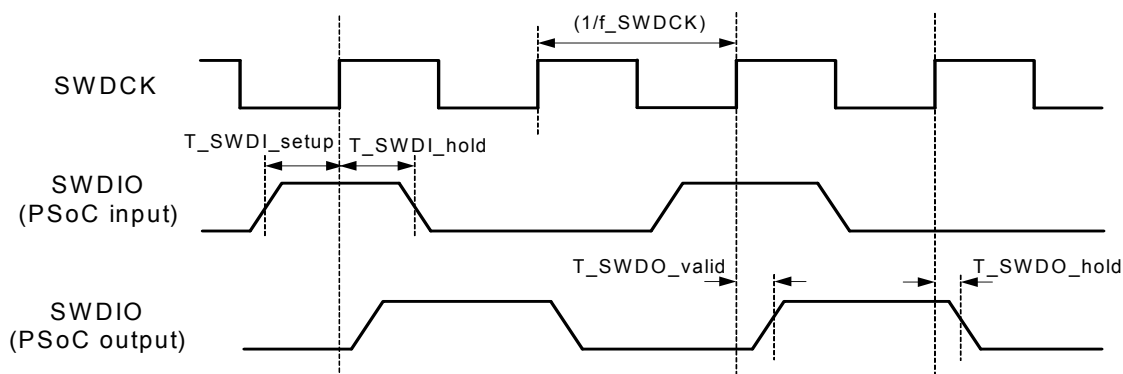 (1/f_SWDCK)
SWDCK
T_SWDI_setup
T_SWDI_hold
SWDIO
(PSoC input)
T_SWDO_valid
T_SWDO_hold
SWDIO
(PSoC output)